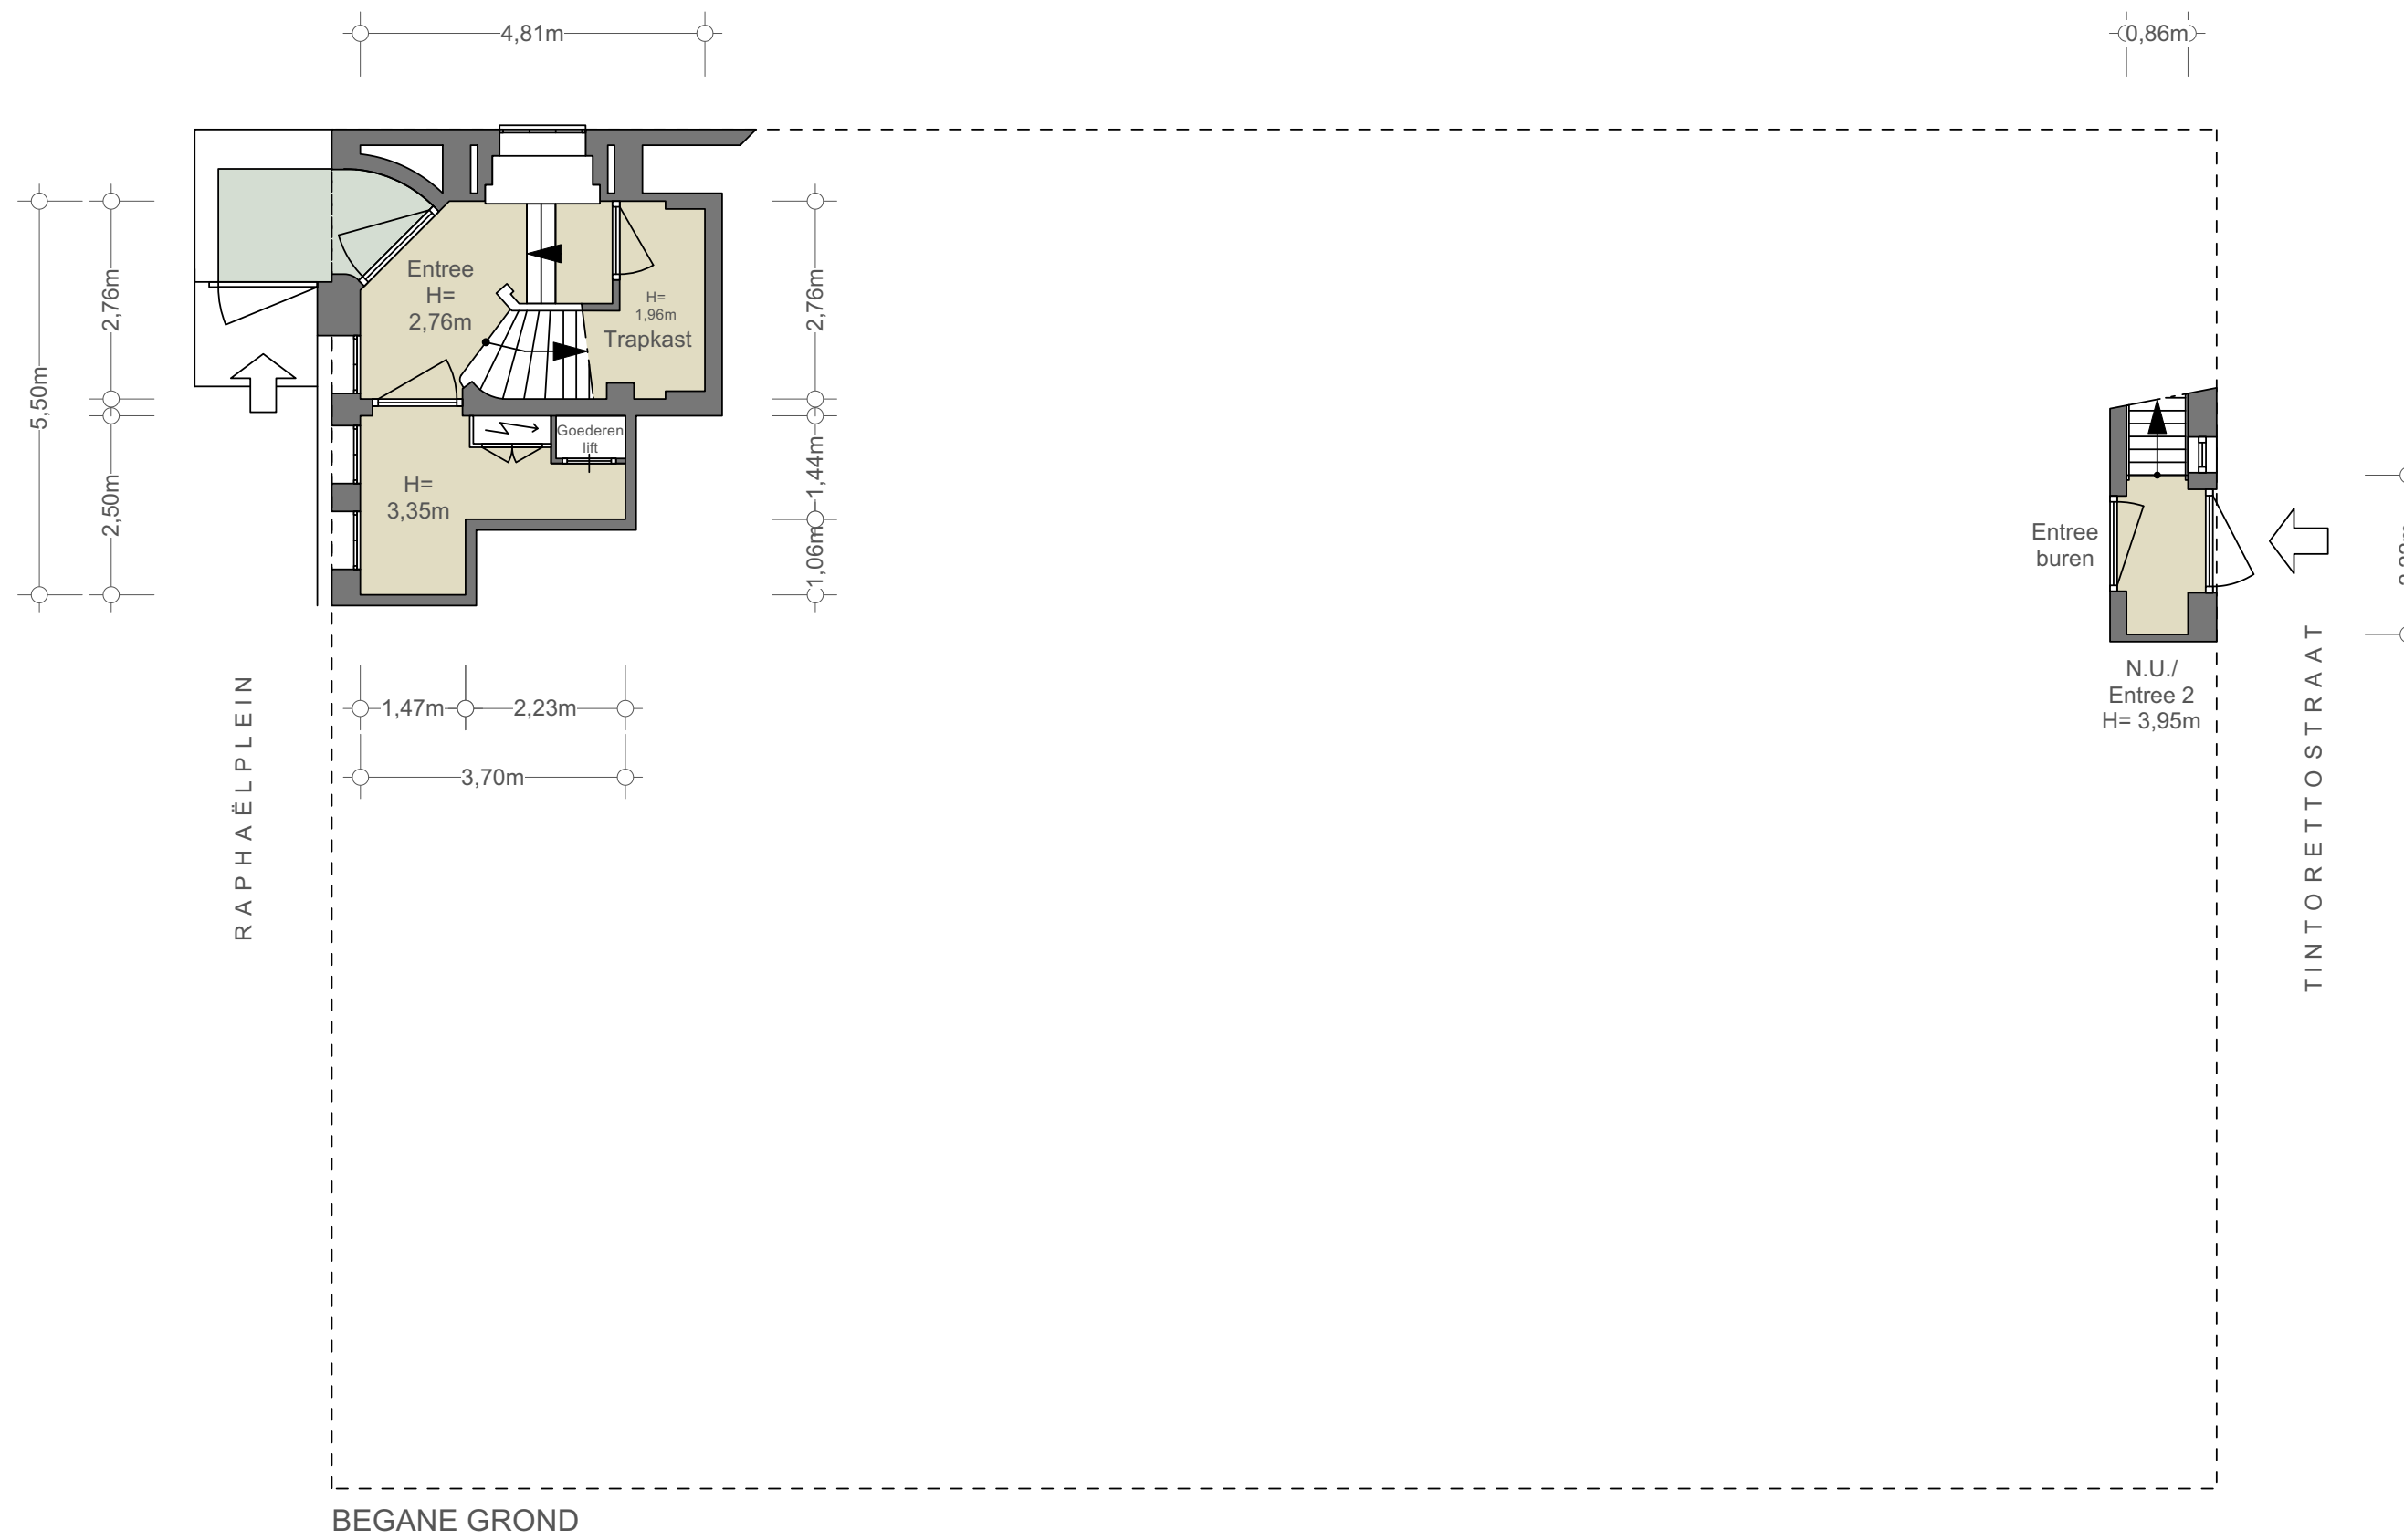 4,81m
0,86m
5,50m
2,76m
2,50m
Entree
H=
2,76m
H=
1,96m
Trapkast
2,76m
Goederen
lift
1,44m
H=
3,35m
1,06m
Entree
buren
N.U./
Entree 2
H= 3,95m
1,47m
2,23m
3,70m
RAPHAËLPLEIN
TINTORETTOSTRAAT
BEGANE GROND